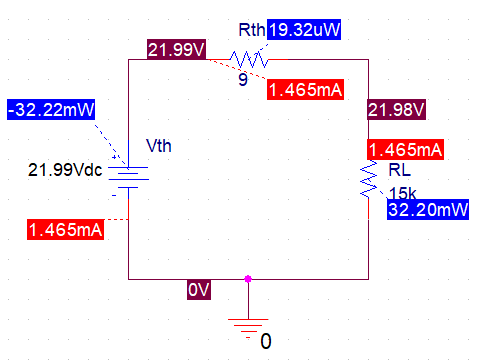 Rth 19.32uW
21.99V
9
1.465mA
-32.22mW
21.98V
Vth
1.465mA
21.99Vdc
+
-
RL
15k
32.20mW
1.465mA
0V
0